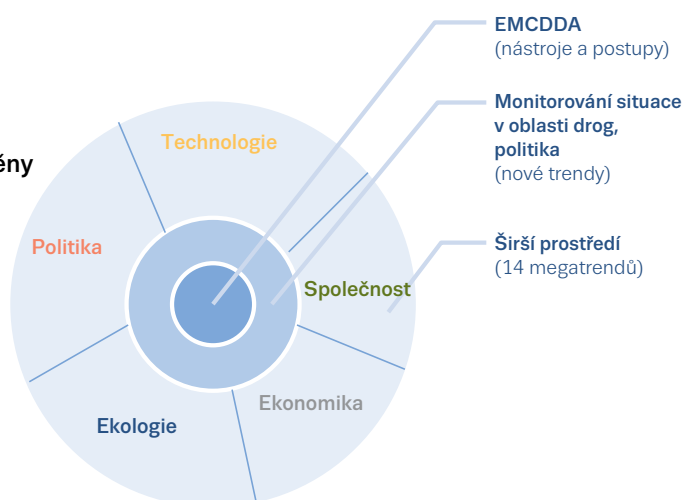 EMCDDA
(nástroje a postupy)
Monitorování situace
v oblasti drog,
politika
(nové trendy)
Širší prostředí
(14 megatrendů)
Technologie
ěny
Politika
Společnost
Ekonomika
Ekologie